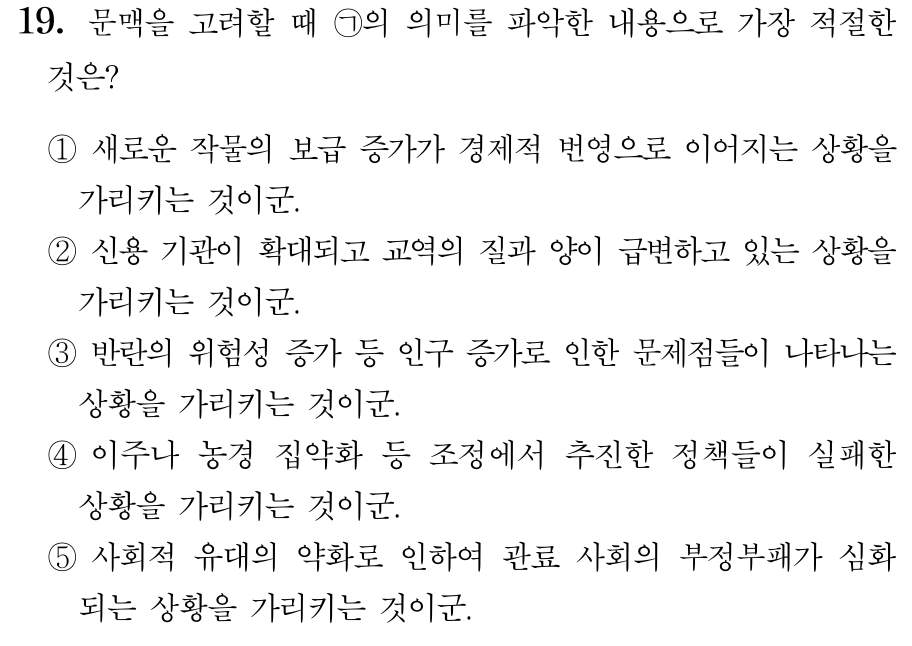 19. 문맥을 고려할 때 ㉠의 의미를 파악한 내용으로 가장 적절한
것은?
① 새로운 작물의 보급 증가가 경제적 번영으로 이어지는 상황을
가리키는 것이군.
② 신용 기관이 확대되고 교역의 질과 양이 급변하고 있는 상황을
가리키는 것이군.
③ 반란의 위험성 증가 등 인구 증가로 인한 문제점들이 나타나는
상황을 가리키는 것이군.
④ 이주나 농경 집약화 등 조정에서 추진한 정책들이 실패한
상황을 가리키는 것이군.
⑤ 사회적 유대의 약화로 인하여 관료 사회의 부정부패가 심화
되는 상황을 가리키는 것이군.